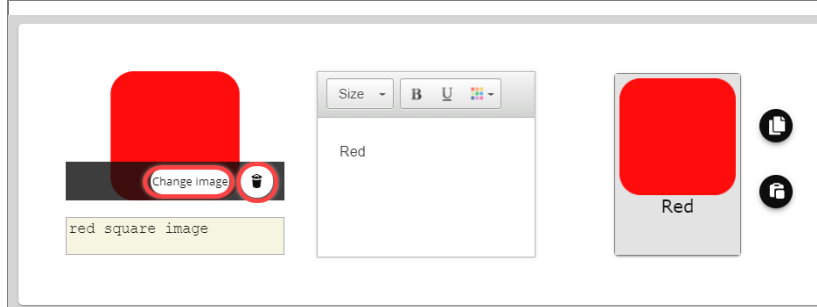 Change image
red square image
Size B U
Red
Red